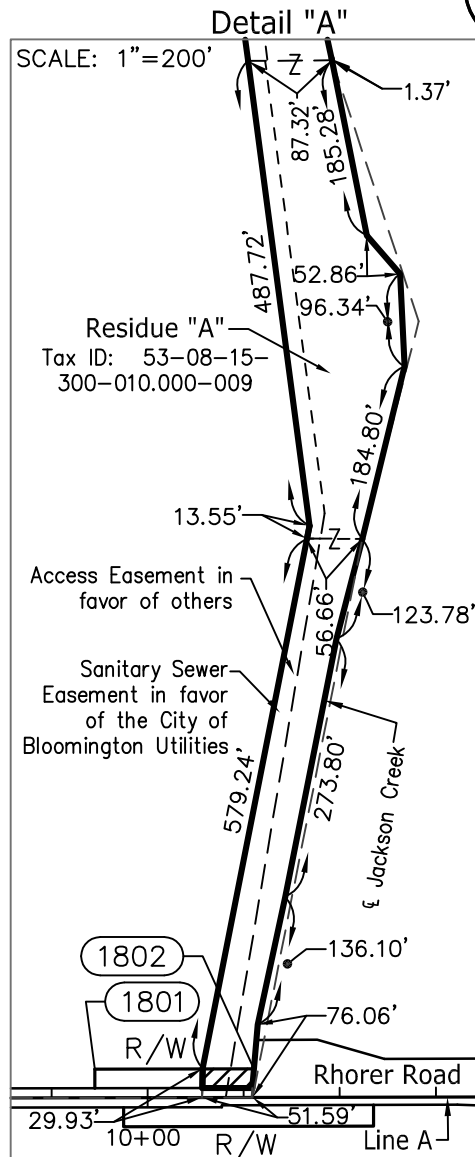 Detail "A"
SCALE: 1"=200'
Z
1.37'
87.32'
185.28'
487.72'
52.86'
96.34'
Residue "A"
Tax ID: 53-08-15-
300-010.000-009
184.80'
13.55'
Z
Access Easement in
favor of others
56.66'
123.78'
Sanitary Sewer
Easement in favor
of the City of
Bloomington Utilities
579.24'
273.80'
℄ Jackson Creek
1802
136.10'
1801
76.06'
R/W
Rhorer Road
29.93'
51.59'
10+00
R/W
Line A